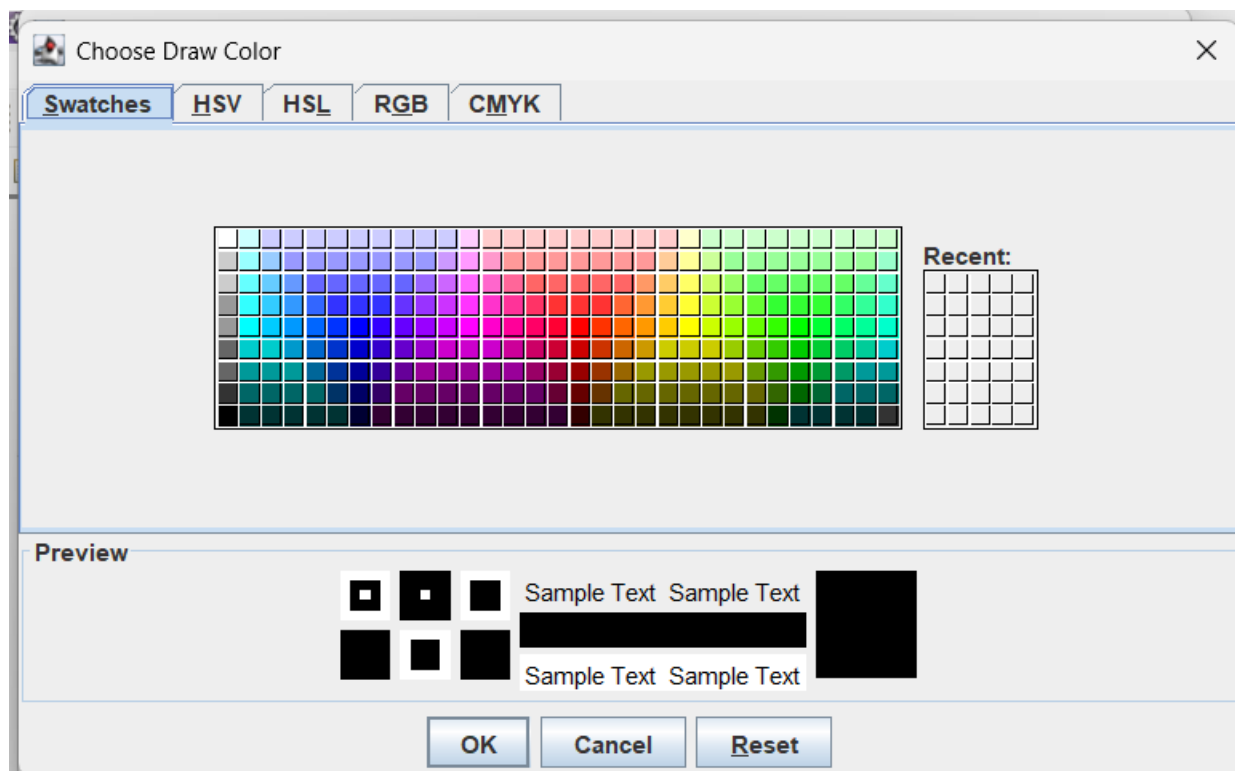 Choose Draw Color
Swatches HSV HSL RGB CMYK
Recent:
Preview
Sample Text Sample Text
Sample Text Sample Text
OK Cancel Reset